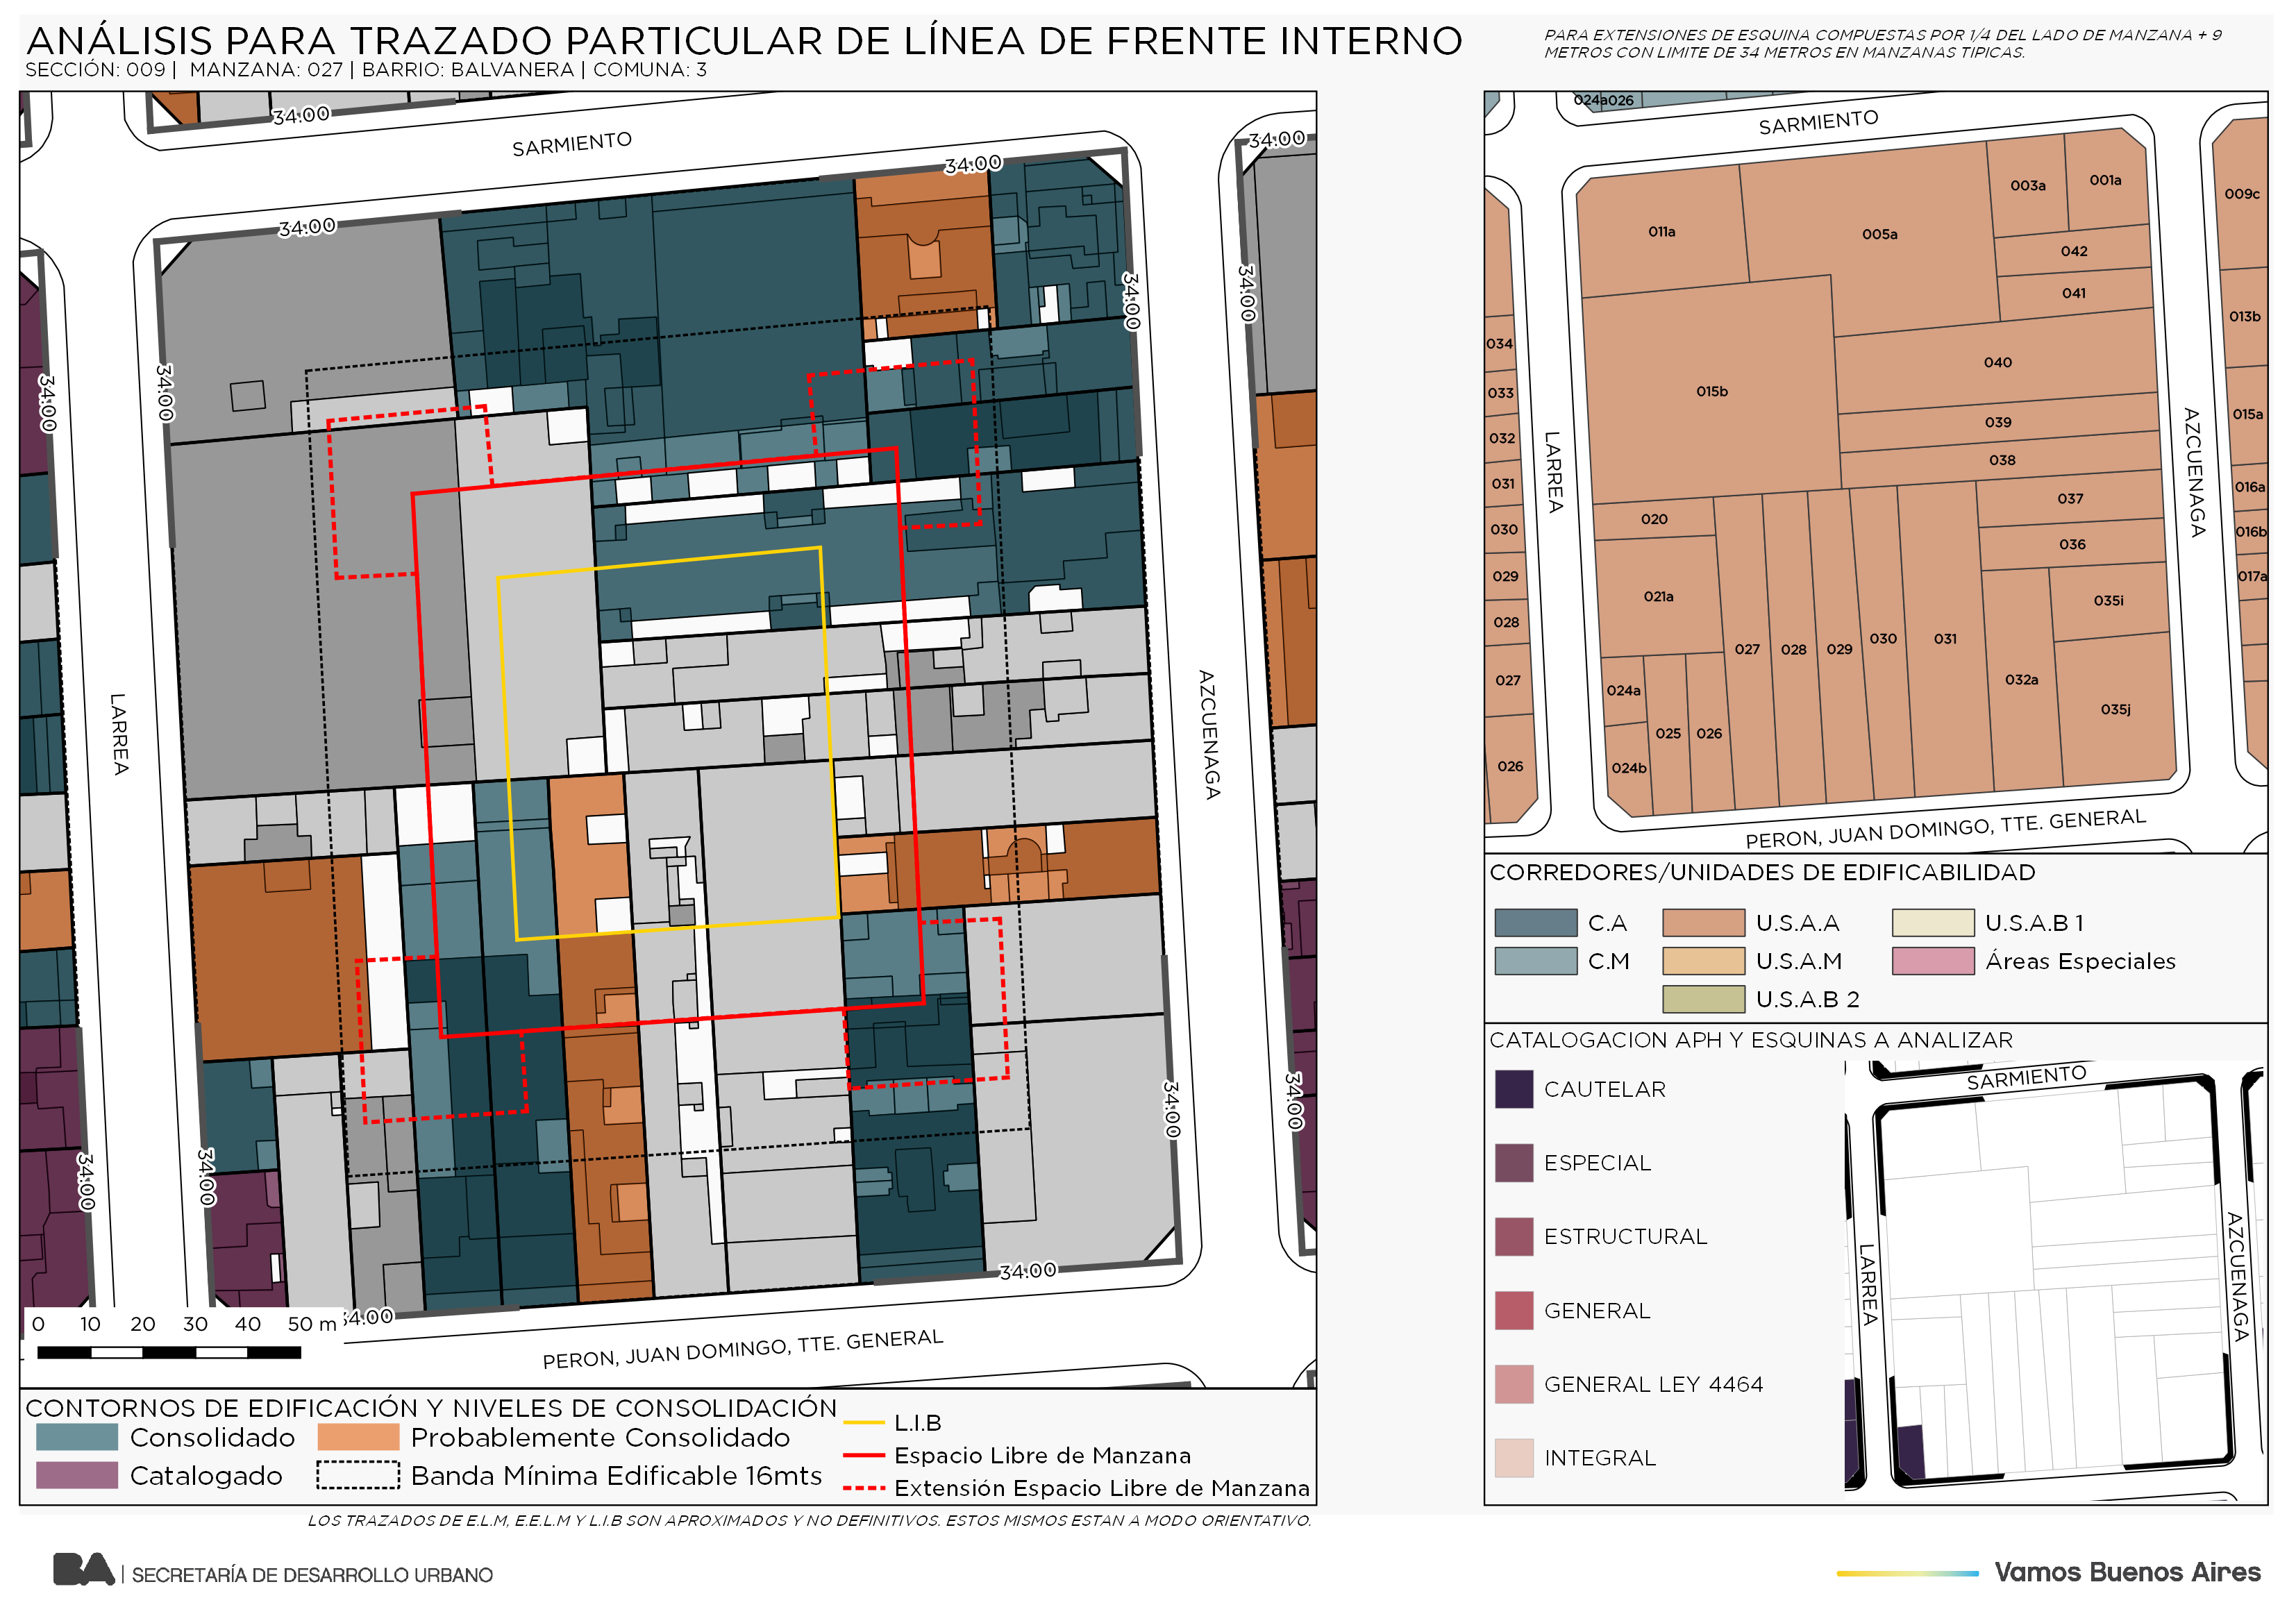 ANÁLISIS PARA TRAZADO PARTICULAR DE LÍNEA DE FRENTE INTERNO
SECCIÓN: 009 | MANZANA: 027 | BARRIO: BALVANERA | COMUNA: 3
PARA EXTENSIONES DE ESQUINA COMPUESTAS POR 1/4 DEL LADO DE MANZANA + 9
METROS CON LIMITE DE 34 METROS EN MANZANAS TIPICAS.
34:00
SARMIENTO
34:00
34:00
34:00
34:00
34:00
34:00
34:00
LARREA
AZCUENAGA
34:00
34:00
34:00
34:00
34:00
34:00
0 10 20 30 40 50 m
PERON, JUAN DOMINGO, TTE. GENERAL
CONTORNOS DE EDIFICACIÓN Y NIVELES DE CONSOLIDACIÓN
Consolidado
Probablemente Consolidado
Catalogado
Banda Mínima Edificable 16mts
L.I.B
Espacio Libre de Manzana
Extensión Espacio Libre de Manzana
LOS TRAZADOS DE E.L.M, E.E.L.M Y L.I.B SON APROXIMADOS Y NO DEFINITIVOS. ESTOS MISMOS ESTAN A MODO ORIENTATIVO.
024a026
SARMIENTO
003a
001a
009c
011a
005a
042
041
013b
034
040
033
015b
015a
032
039
038
031
016a
037
020
030
016b
036
029
017a
021a
035i
028
027
028
029
030
031
027
024a
032a
035j
025
026
024b
026
LARREA
AZCUENAGA
PERON, JUAN DOMINGO, TTE. GENERAL
CORREDORES/UNIDADES DE EDIFICABILIDAD
C.A
U.S.A.A
U.S.A.B 1
C.M
U.S.A.M
Áreas Especiales
U.S.A.B 2
CATALOGACION APH Y ESQUINAS A ANALIZAR
CAUTELAR
ESPECIAL
ESTRUCTURAL
GENERAL
GENERAL LEY 4464
INTEGRAL
SARMIENTO
LARREA
AZCUENAGA
BA | SECRETARÍA DE DESARROLLO URBANO
Vamos Buenos Aires